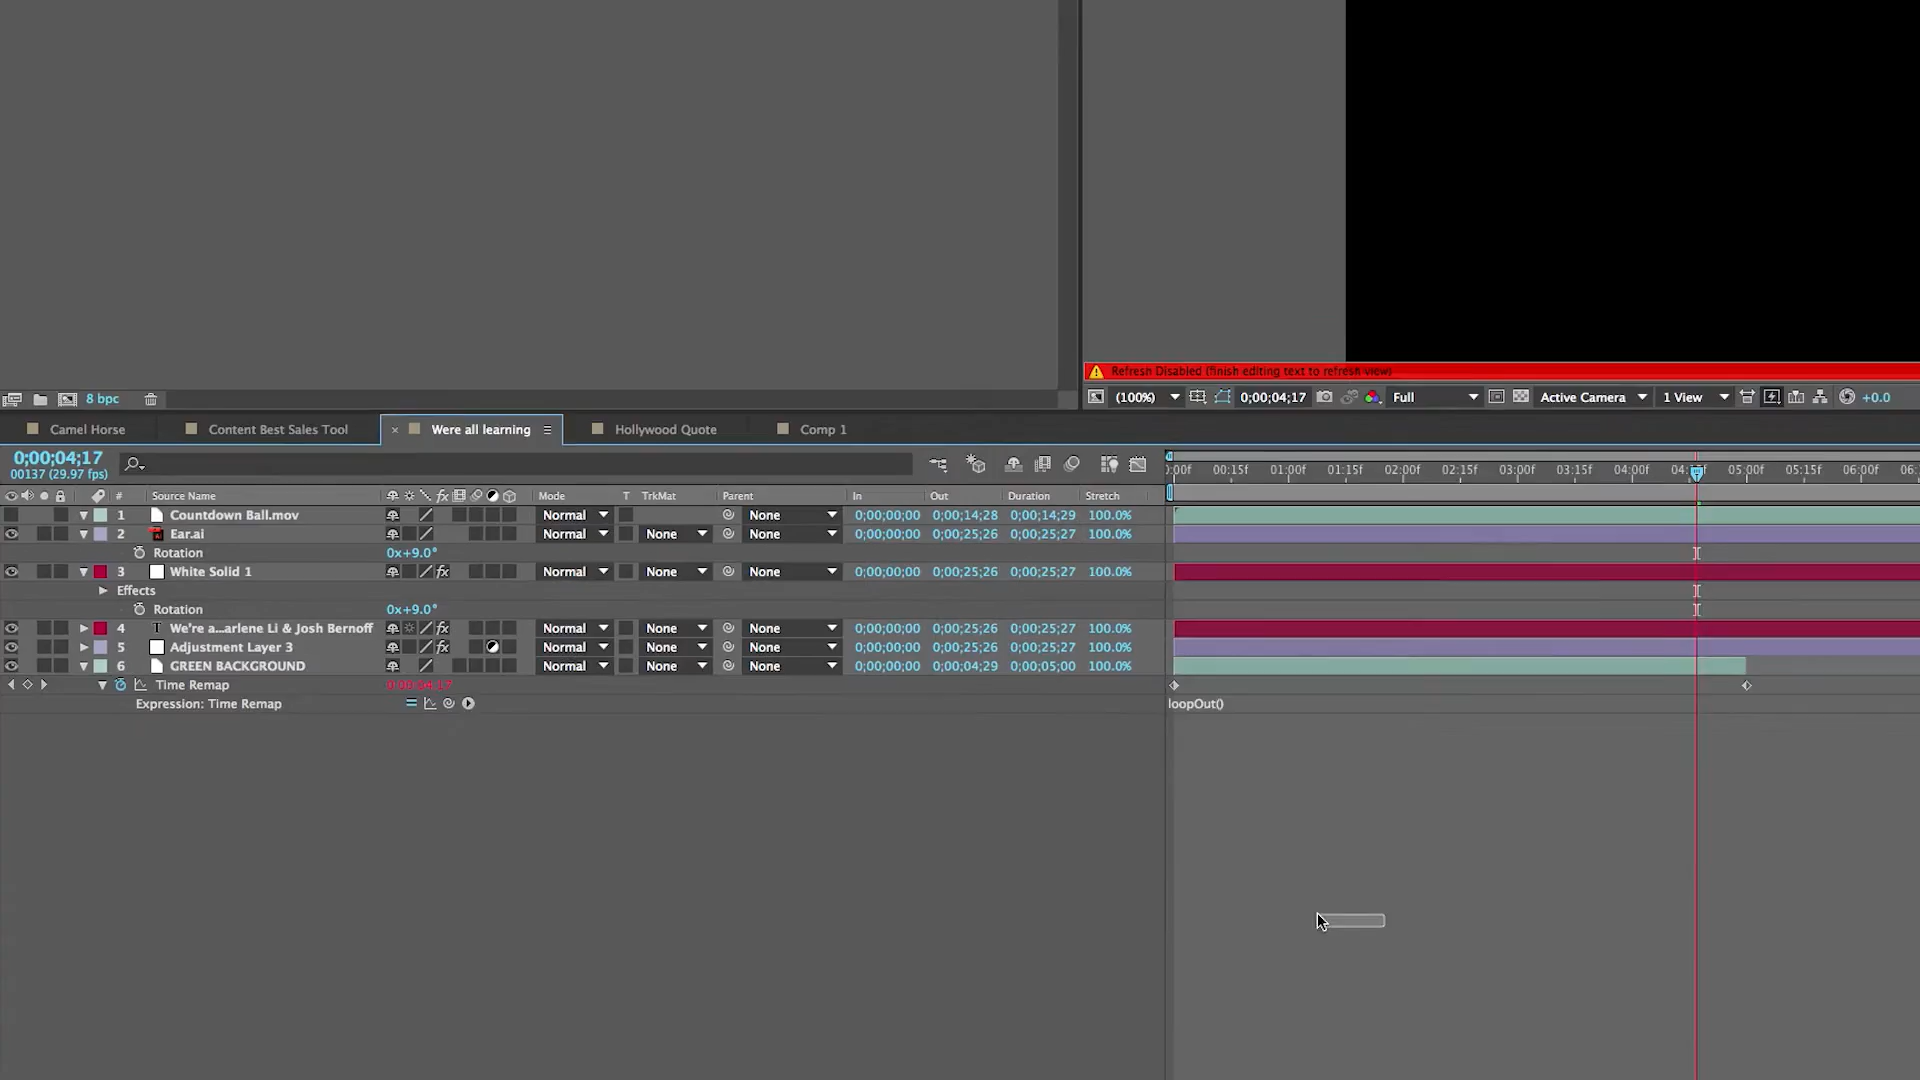 Refresh Disabled (finish editing text to refresh view)
8 bpc
(100%) 0;00;04;17 Full Active Camera 1 View +0.0
Camel Horse Content Best Sales Tool × Were all learning Hollywood Quote Comp 1
0;00;04;17
00137 (29.97 fps)
:00f 00:15f 01:00f 01:15f 02:00f 02:15f 03:00f 03:15f 04:00f 05:00f 05:15f 06:00f
# Source Name fx Mode T TrkMat Parent In Out Duration Stretch
1 Countdown Ball.mov Normal None 0;00;00;00 0;00;14;28 0;00;14;29 100.0%
2 Ear.ai Normal None None 0;00;00;00 0;00;25;26 0;00;25;27 100.0%
Rotation 0x+9.0°
3 White Solid 1 fx Normal None None 0;00;00;00 0;00;25;26 0;00;25;27 100.0%
Effects
Rotation 0x+9.0°
4 T We're a...arlene Li & Josh Bernoff fx Normal None None 0;00;00;00 0;00;25;26 0;00;25;27 100.0%
5 Adjustment Layer 3 fx Normal None None 0;00;00;00 0;00;25;26 0;00;25;27 100.0%
6 GREEN BACKGROUND Normal None None 0;00;00;00 0;00;04;29 0;00;05;00 100.0%
Time Remap 0;00;04;17
Expression: Time Remap loopOut()